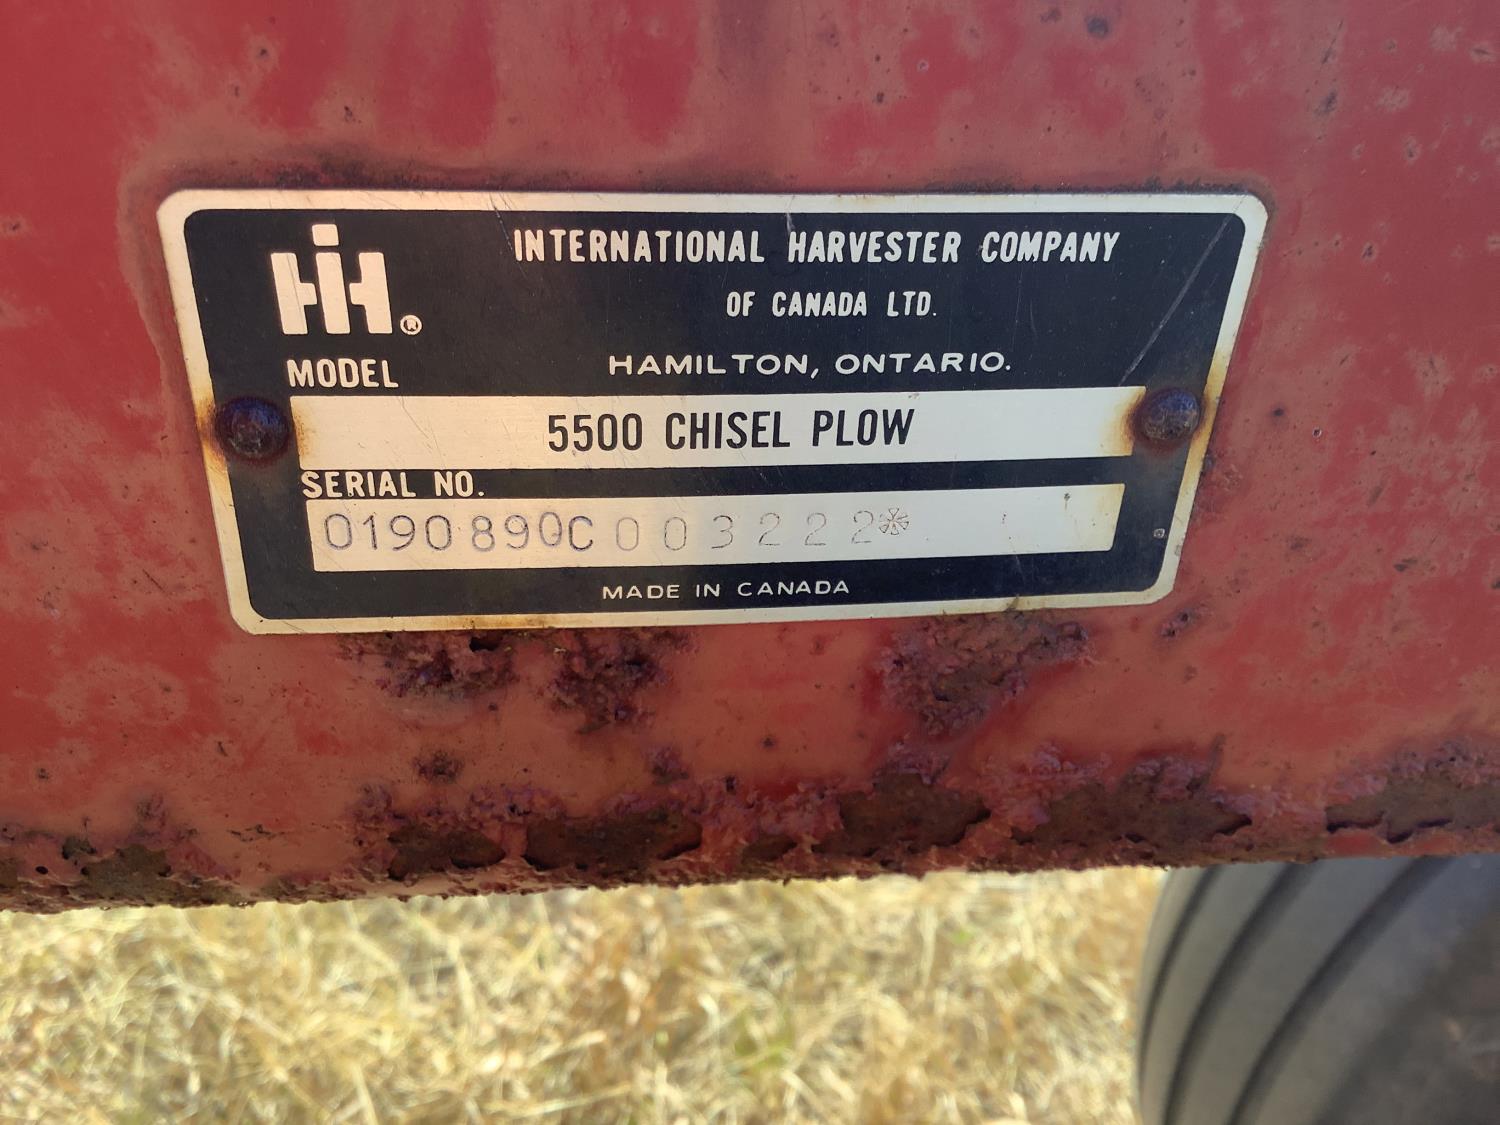 IH®
INTERNATIONAL HARVESTER COMPANY
OF CANADA LTD.
HAMILTON, ONTARIO.
MODEL
5500 CHISEL PLOW
SERIAL NO.
0190890C003222*
MADE IN CANADA